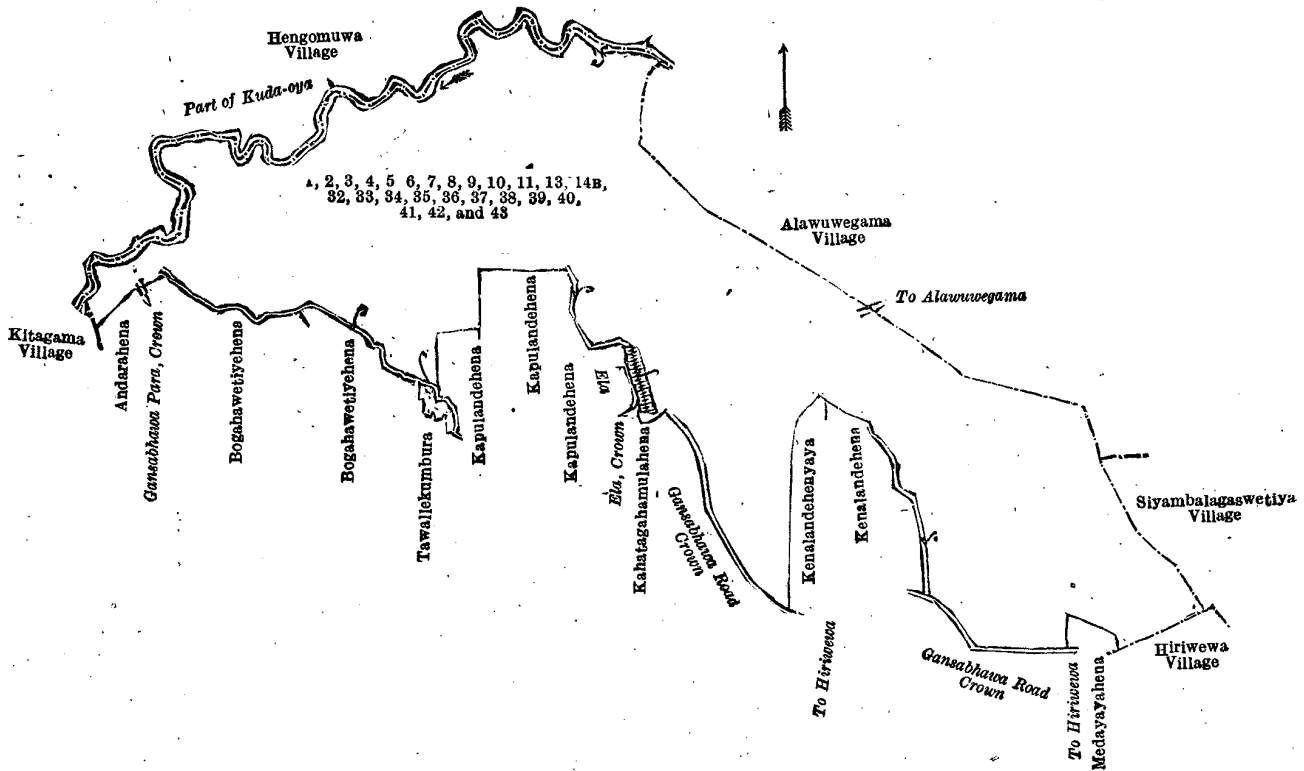 Hengomuwa
Village
Part of Kuda-oya
A, 2, 3, 4, 5 6, 7, 8, 9, 10, 11, 13, 14B,
32, 33, 34, 35, 36, 37, 38, 39, 40,
41, 42, and 43
Alawuwegama
Village
To Alawuwegama
Kitagama
Village
Andarahena
Gansabhawa Para, Crown
Bogahawetiyehena
Bogahawetiyehena
Tawallekumbura
Kapulandehena
Kapulandehena
Kapulandehena
Ela
Ela, Crown
Kahatagahamulahena
Gansabhawa Road
Crown
Kenalandehenyaya
Kenalandehena
To Hiriwewa
Siyambalagaswetiya
Village
Gansabhawa Road
Crown
To Hiriwewa
Medayayahena
Hiriwewa
Village